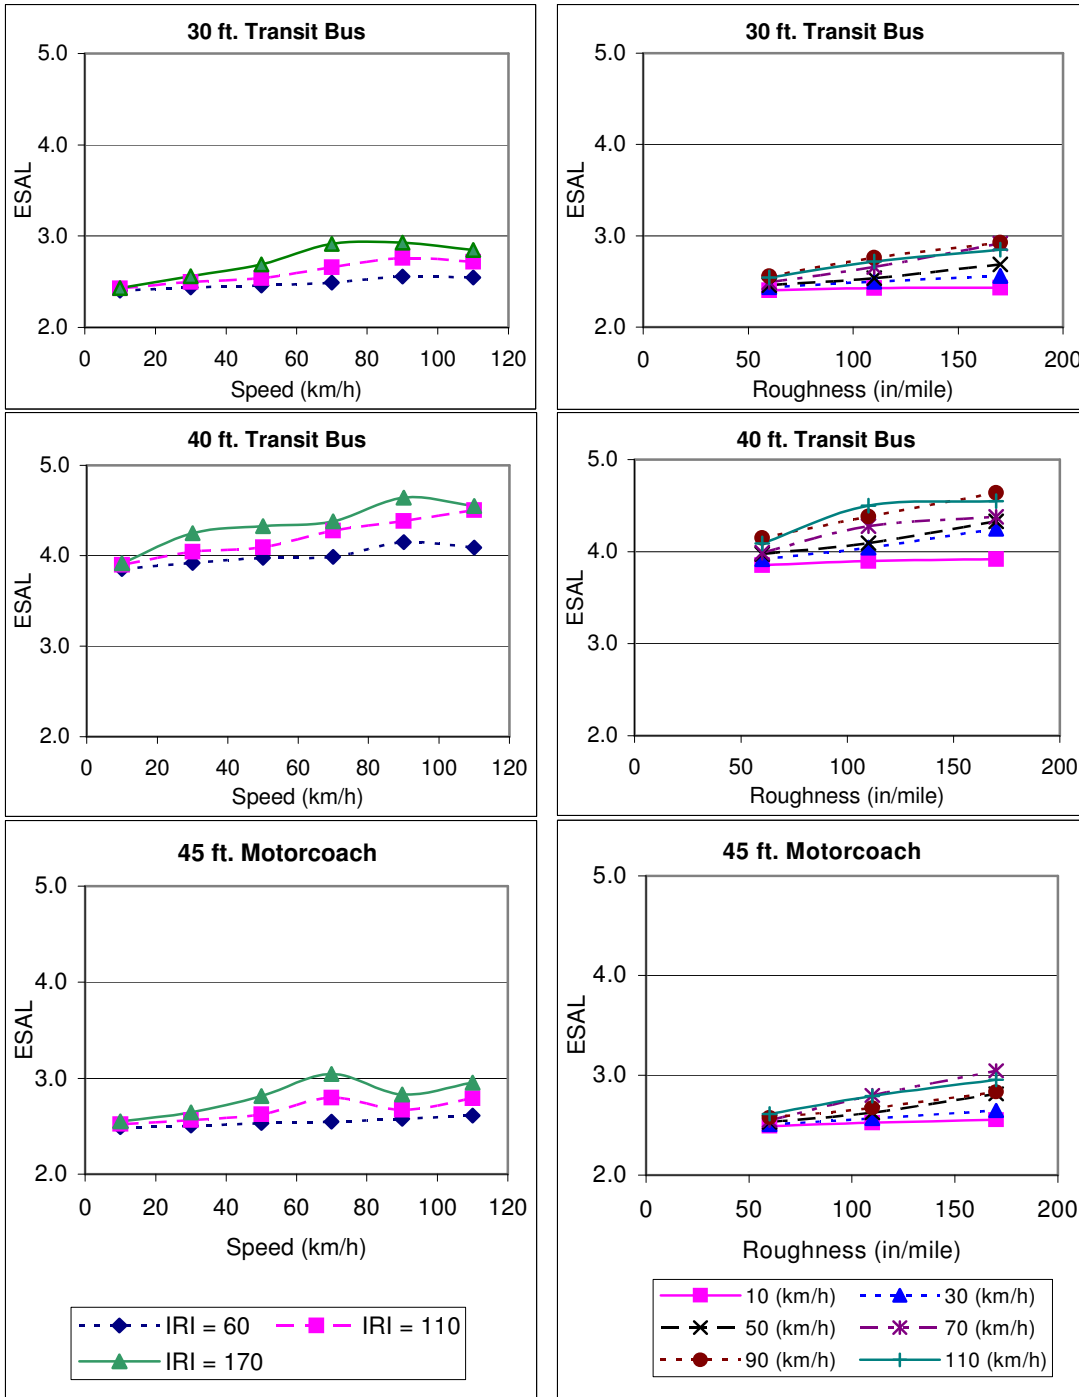 30 ft. Transit Bus
5.0
4.0
3.0
2.0
ESAL
0 20 40 60 80 100 120
Speed (km/h)
30 ft. Transit Bus
5.0
4.0
3.0
2.0
ESAL
0 50 100 150 200
Roughness (in/mile)
40 ft. Transit Bus
5.0
4.0
3.0
2.0
ESAL
0 20 40 60 80 100 120
Speed (km/h)
40 ft. Transit Bus
5.0
4.0
3.0
2.0
ESAL
0 50 100 150 200
Roughness (in/mile)
45 ft. Motorcoach
5.0
4.0
3.0
2.0
ESAL
0 20 40 60 80 100 120
Speed (km/h)
IRI = 60 IRI = 110
IRI = 170
45 ft. Motorcoach
5.0
4.0
3.0
2.0
ESAL
0 50 100 150 200
Roughness (in/mile)
10 (km/h) 30 (km/h)
50 (km/h) 70 (km/h)
90 (km/h) 110 (km/h)